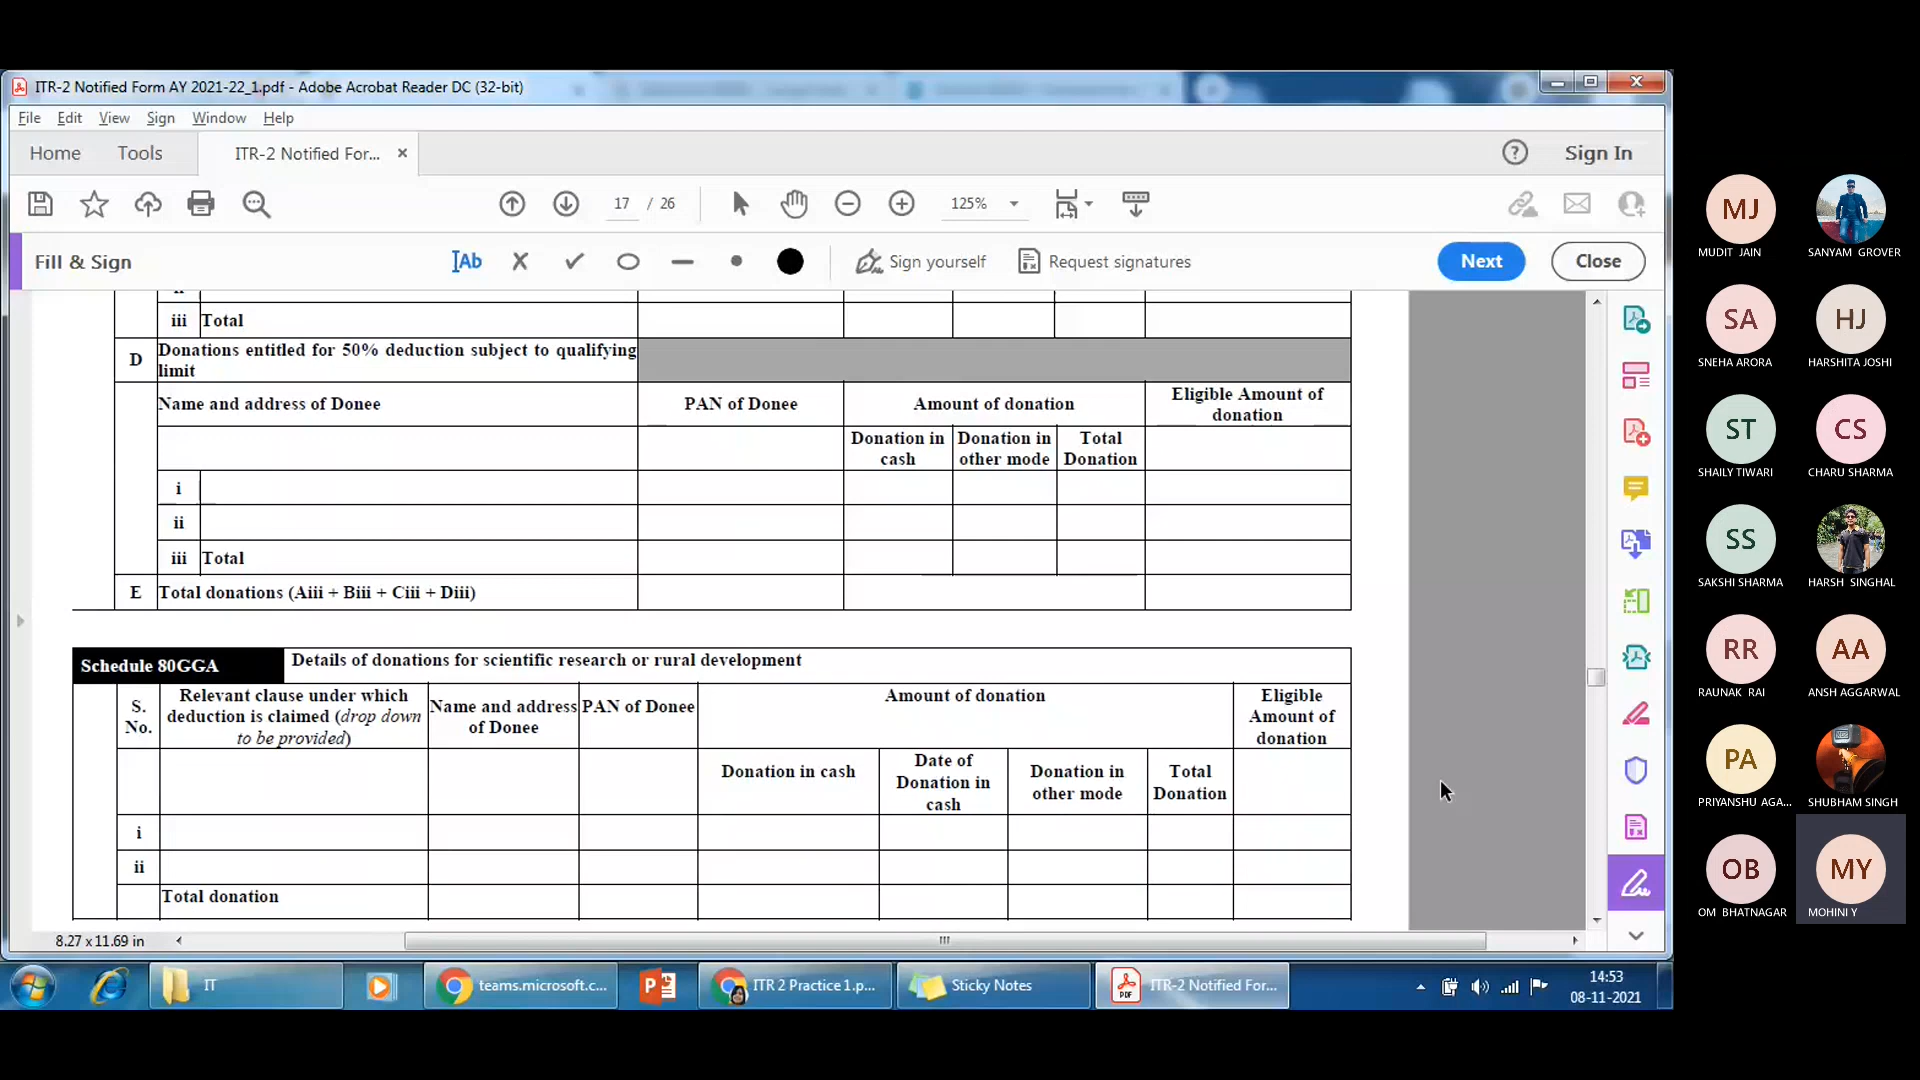 ITR-2 Notified Form AY 2021-22_1.pdf - Adobe Acrobat Reader DC (32-bit)
File Edit View Sign Window Help
Home Tools ITR-2 Notified For... × Sign In
17 / 26 125%
Fill & Sign Ab Sign yourself Request signatures Next Close
iii Total
D Donations entitled for 50% deduction subject to qualifying
limit
Name and address of Donee PAN of Donee Amount of donation Eligible Amount of
donation
Donation in Donation in Total
cash other mode Donation
i
ii
iii Total
E Total donations (Aiii + Biii + Ciii + Diii)
Schedule 80GGA Details of donations for scientific research or rural development
S. Relevant clause under which Name and address PAN of Donee Amount of donation Eligible
No. deduction is claimed (drop down of Donee Amount of
to be provided) donation
Donation in cash Date of Donation in Total
Donation in other mode Donation
cash
i
ii
Total donation
8.27 x 11.69 in
IT teams.microsoft.c... ITR 2 Practice 1.p... Sticky Notes ITR-2 Notified For... 14:53
08-11-2021
MJ
MUDIT JAIN SANYAM GROVER
SA HJ
SNEHA ARORA HARSHITA JOSHI
ST CS
SHAILY TIWARI CHARU SHARMA
SS
SAKSHI SHARMA HARSH SINGHAL
RR AA
RAUNAK RAI ANSH AGGARWAL
PA
PRIYANSHU AGA... SHUBHAM SINGH
OB MY
OM BHATNAGAR MOHINI Y